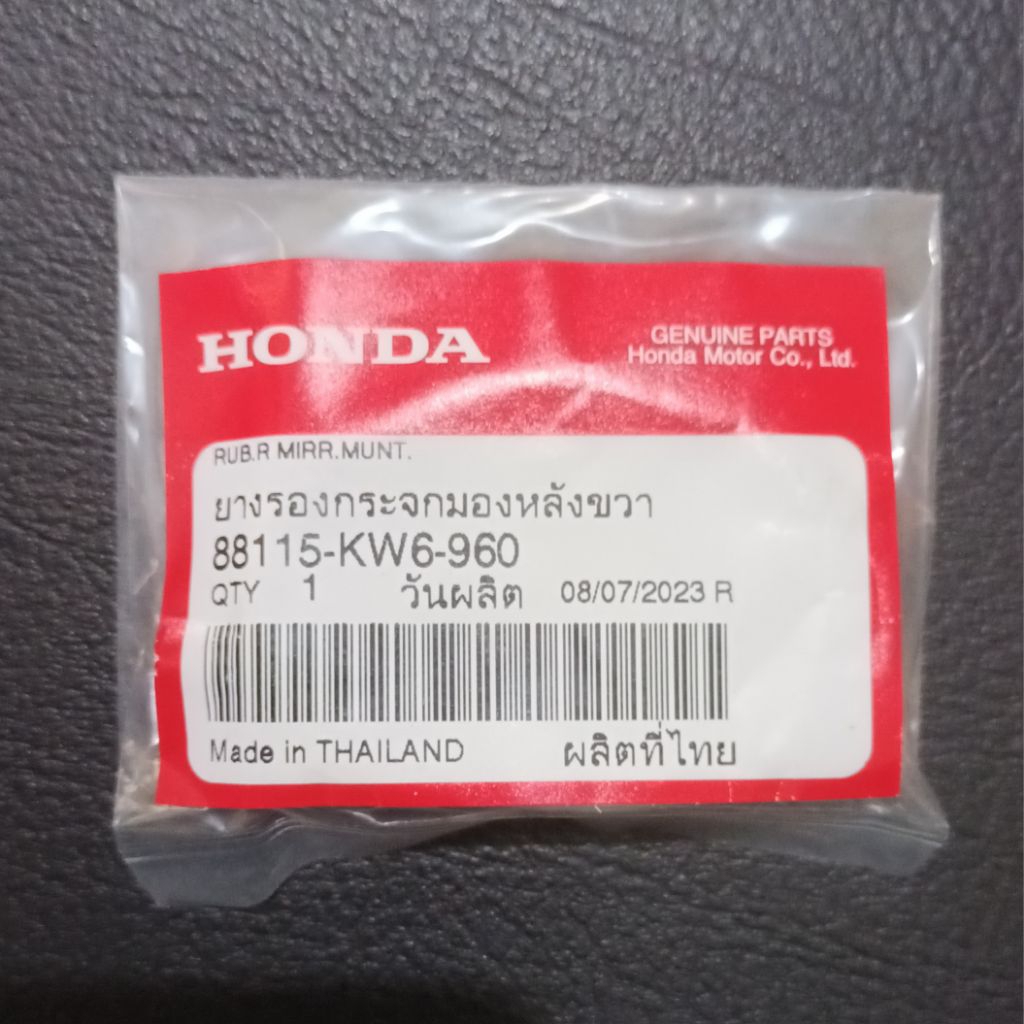 HONDA
GENUINE PARTS
Honda Motor Co., Ltd.
RUB.R MIRR.MUNT.
ยางรองกระจกมองหลังขวา
88115-KW6-960
QTY 1 วันผลิต 08/07/2023 R
Made in THAILAND ผลิตที่ไทย